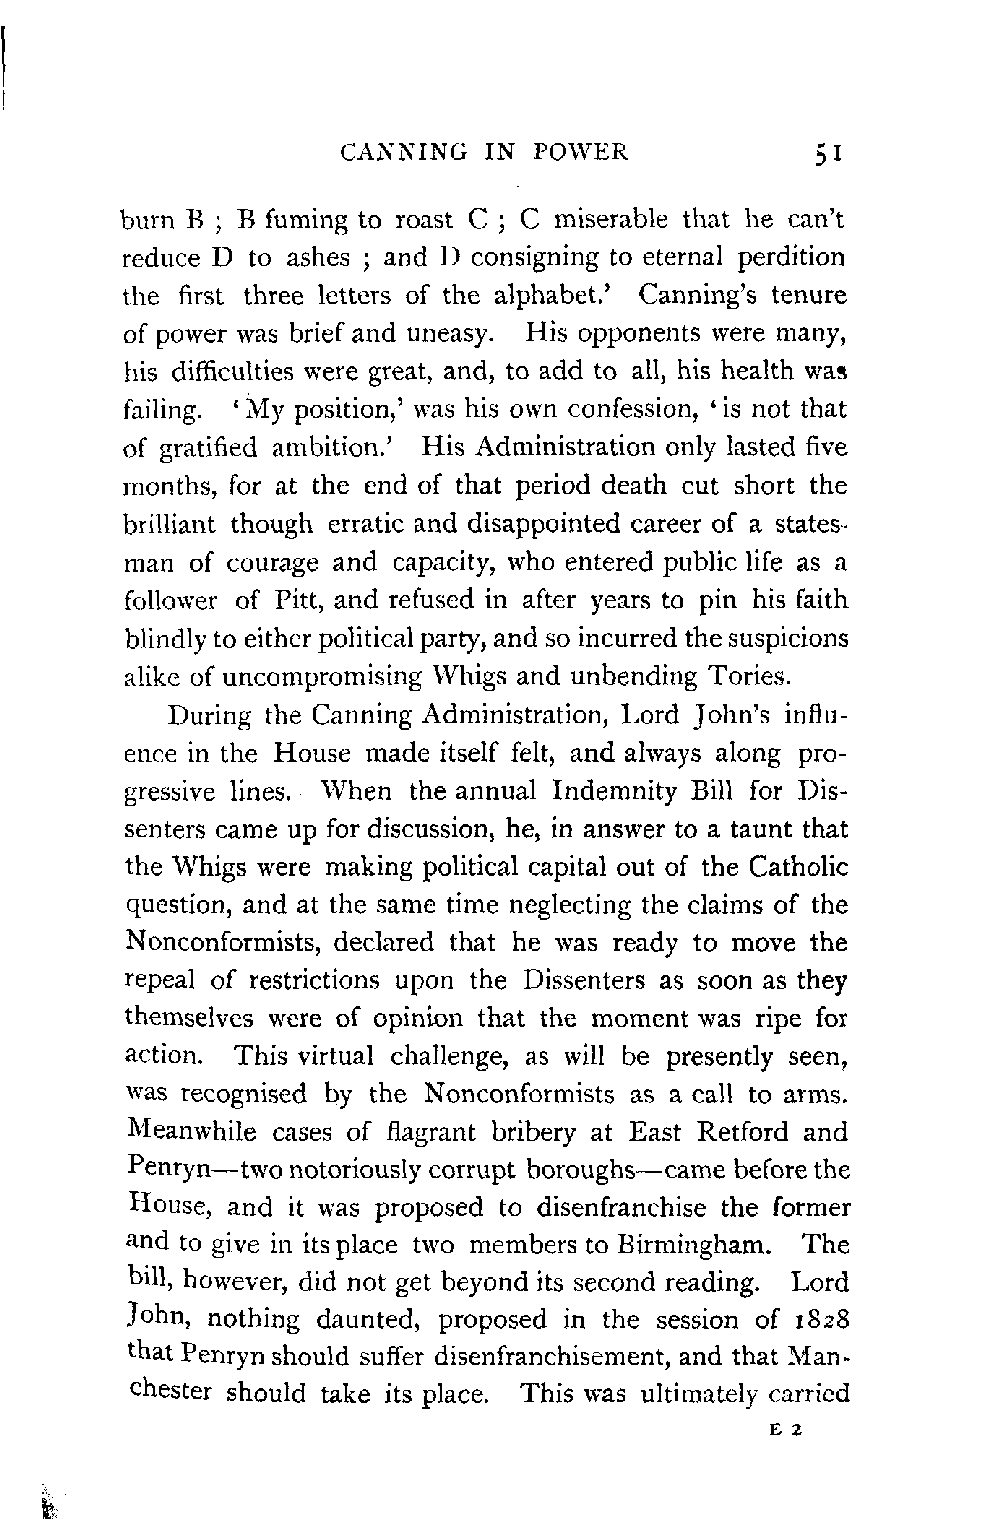 CANNING IN POWER 51
burn B ; B fuming to roast C ; C miserable that he can't
reduce D to ashes ; and D consigning to eternal perdition
the first three letters of the alphabet.' Canning's tenure
of power was brief and uneasy. His opponents were many,
his difficulties were great, and, to add to all, his health was
failing. 'My position,' was his own confession, 'is not that
of gratified ambition.' His Administration only lasted five
months, for at the end of that period death cut short the
brilliant though erratic and disappointed career of a states-
man of courage and capacity, who entered public life as a
follower of Pitt, and refused in after years to pin his faith
blindly to either political party, and so incurred the suspicions
alike of uncompromising Whigs and unbending Tories.
During the Canning Administration, Lord John's influ-
ence in the House made itself felt, and always along pro-
gressive lines. When the annual Indemnity Bill for Dis-
senters came up for discussion, he, in answer to a taunt that
the Whigs were making political capital out of the Catholic
question, and at the same time neglecting the claims of the
Nonconformists, declared that he was ready to move the
repeal of restrictions upon the Dissenters as soon as they
themselves were of opinion that the moment was ripe for
action. This virtual challenge, as will be presently seen,
was recognised by the Nonconformists as a call to arms.
Meanwhile cases of flagrant bribery at East Retford and
Penryn—two notoriously corrupt boroughs—came before the
House, and it was proposed to disenfranchise the former
and to give in its place two members to Birmingham. The
bill, however, did not get beyond its second reading. Lord
John, nothing daunted, proposed in the session of 1828
that Penryn should suffer disenfranchisement, and that Man-
chester should take its place. This was ultimately carried
E 2